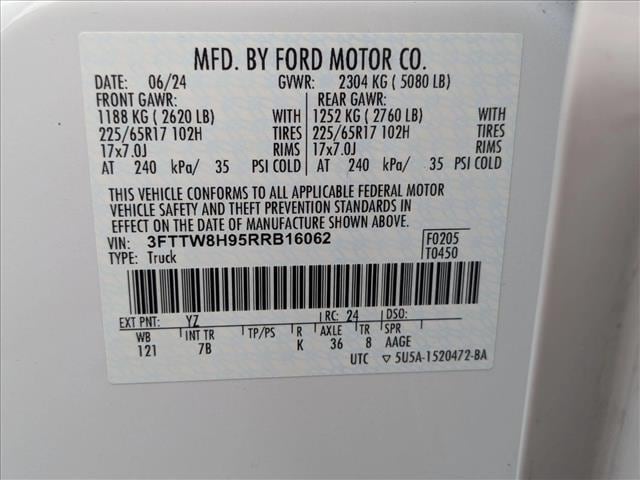 MFD. BY FORD MOTOR CO.
DATE: 06/24 GVWR: 2304 KG ( 5080 LB)
FRONT GAWR: REAR GAWR:
1188 KG ( 2620 LB) WITH 1252 KG ( 2760 LB) WITH
225/65R17 102H TIRES 225/65R17 102H TIRES
17x7.0J RIMS 17x7.0J RIMS
AT 240 kPa/ 35 PSI COLD AT 240 kPa/ 35 PSI COLD
THIS VEHICLE CONFORMS TO ALL APPLICABLE FEDERAL MOTOR
VEHICLE SAFETY AND THEFT PREVENTION STANDARDS IN
EFFECT ON THE DATE OF MANUFACTURE SHOWN ABOVE.
VIN: 3FTTW8H95RRB16062 F0205
TYPE: Truck T0450
EXT PNT: YZ RC: 24 DSO:
WB INT TR TP/PS R AXLE TR SPR
121 7B K 36 8 AAGE
UTC ▽ 5U5A-1520472-BA